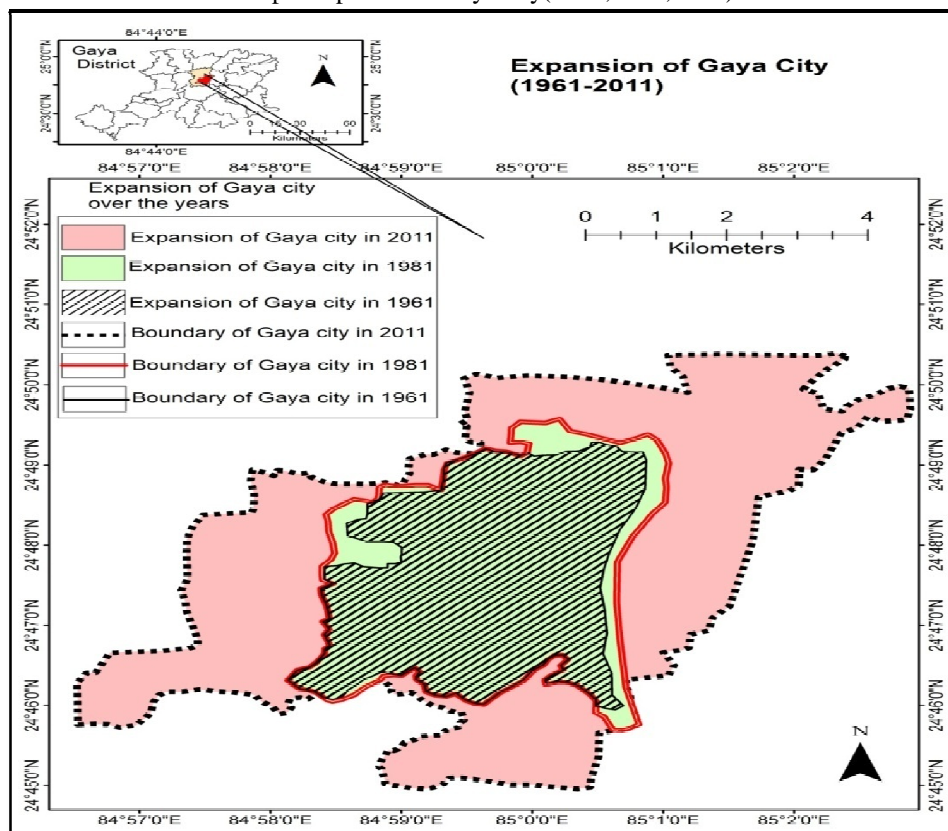 84°44'0"E
Gaya
District
N
25°0'0"N
25°0'0"N
24°30'0"N
24°30'0"N
0 15 30 60
Kilometers
84°44'0"E
Expansion of Gaya City
(1961-2011)
84°57'0"E 84°58'0"E 84°59'0"E 85°0'0"E 85°1'0"E 85°2'0"E
Expansion of Gaya city
over the years
Expansion of Gaya city in 2011
Expansion of Gaya city in 1981
Expansion of Gaya city in 1961
Boundary of Gaya city in 2011
Boundary of Gaya city in 1981
Boundary of Gaya city in 1961
0 1 2 4
Kilometers
24°52'0"N 24°52'0"N
24°51'0"N 24°51'0"N
24°50'0"N 24°50'0"N
24°49'0"N 24°49'0"N
24°48'0"N 24°48'0"N
24°47'0"N 24°47'0"N
24°46'0"N 24°46'0"N
24°45'0"N 24°45'0"N
N
84°57'0"E 84°58'0"E 84°59'0"E 85°0'0"E 85°1'0"E 85°2'0"E